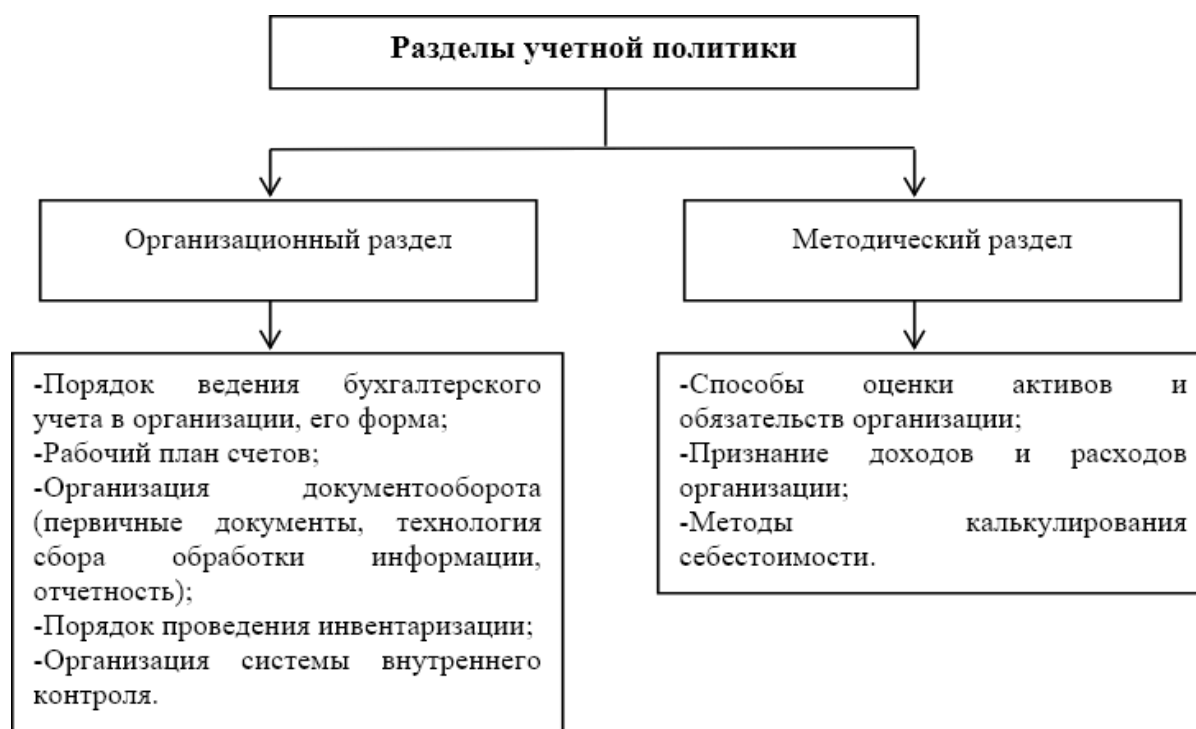 Разделы учетной политики
Организационный раздел
Методический раздел
-Порядок ведения бухгалтерского
учета в организации, его форма;
-Рабочий план счетов;
-Организация документооборота
(первичные документы, технология
сбора обработки информации,
отчетность);
-Порядок проведения инвентаризации;
-Организация системы внутреннего
контроля.
-Способы оценки активов и
обязательств организации;
-Признание доходов и расходов
организации;
-Методы калькулирования
себестоимости.